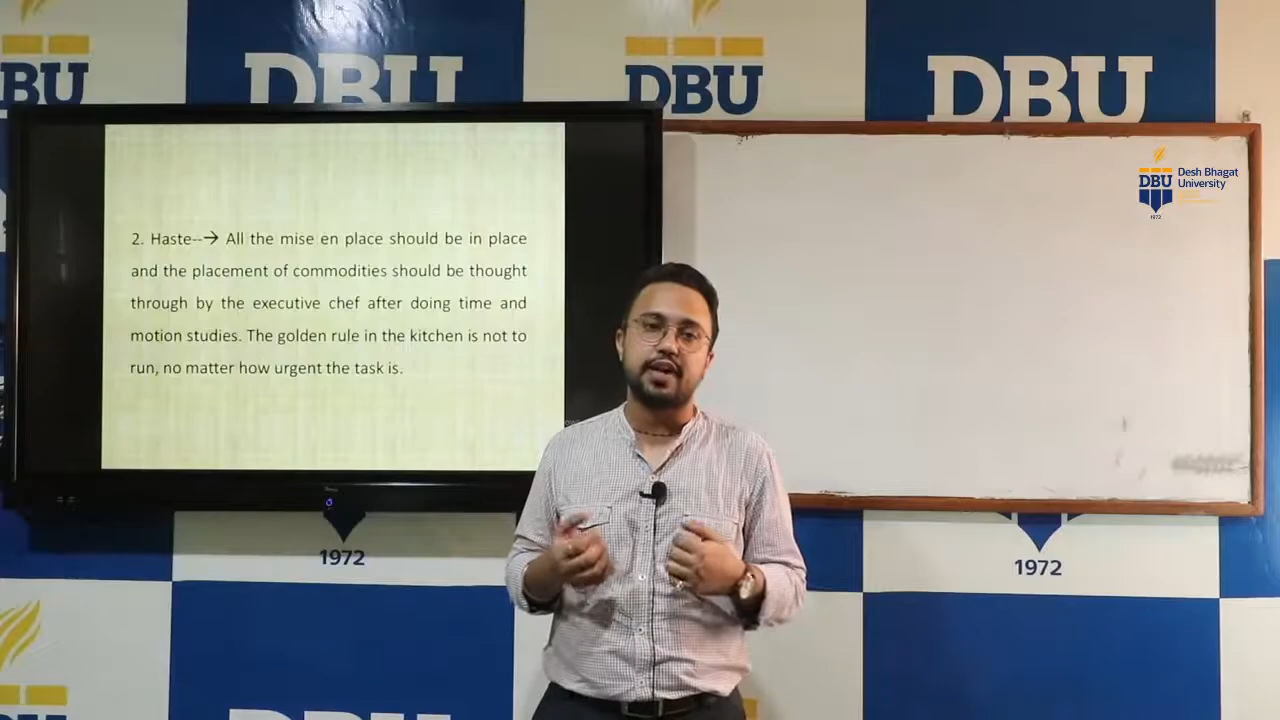 DBU
DBU
DBU
DBU
2. Haste--→ All the mise en place should be in place
and the placement of commodities should be thought
through by the executive chef after doing time and
motion studies. The golden rule in the kitchen is not to
run, no matter how urgent the task is.
DBU
Desh Bhagat
University
1972
1972
1972
DBU
DBU